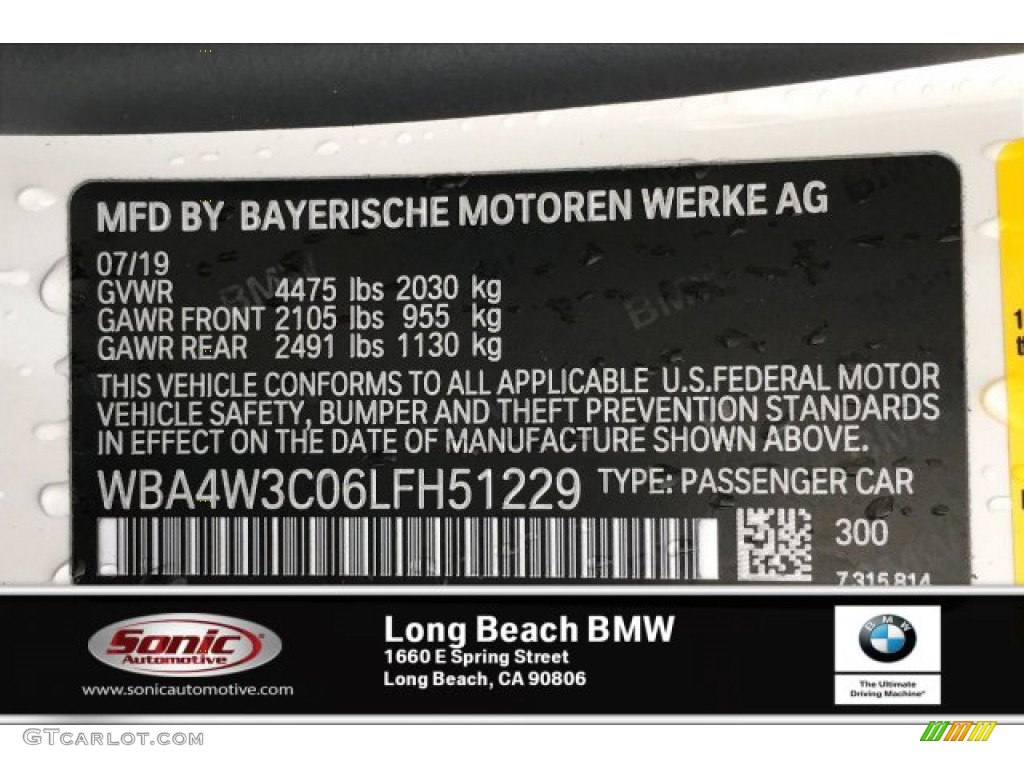 MFD BY BAYERISCHE MOTOREN WERKE AG
07/19
GVWR 4475 lbs 2030 kg
GAWR FRONT 2105 lbs 955 kg
GAWR REAR 2491 lbs 1130 kg
THIS VEHICLE CONFORMS TO ALL APPLICABLE U.S.FEDERAL MOTOR
VEHICLE SAFETY, BUMPER AND THEFT PREVENTION STANDARDS
IN EFFECT ON THE DATE OF MANUFACTURE SHOWN ABOVE.
WBA4W3C06LFH51229 TYPE: PASSENGER CAR
300
7315814
Sonic
Automotive
www.sonicautomotive.com
Long Beach BMW
1660 E Spring Street
Long Beach, CA 90806
BMW
The Ultimate
Driving Machine®
GTCARLOT.COM